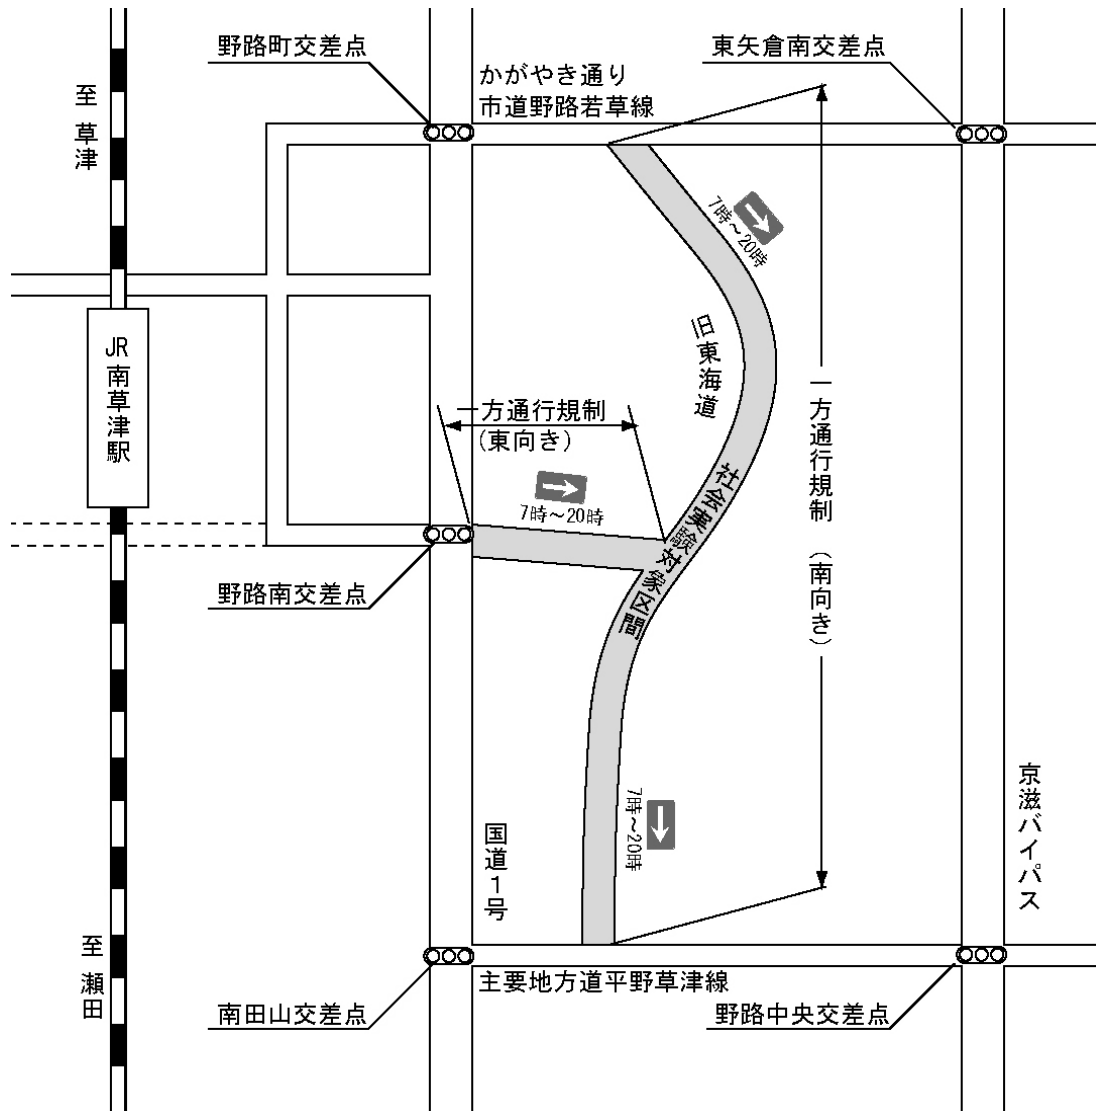 野路町交差点
東矢倉南交差点
かがやき通り
市道野路若草線
至 草津
7時～20時
旧東海道
JR
南草津駅
一方通行規制
(東向き)
一方通行規制 (南向き)
7時～20時
社会実験対象区間
野路南交差点
7時～20時
京滋バイパス
国道1号
至 瀬田
主要地方道平野草津線
南田山交差点
野路中央交差点